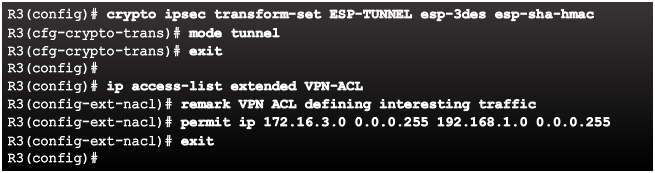 R3(config)# crypto ipsec transform-set ESP-TUNNEL esp-3des esp-sha-hmac
R3(cfg-crypto-trans)# mode tunnel
R3(cfg-crypto-trans)# exit
R3(config)#
R3(config)# ip access-list extended VPN-ACL
R3(config-ext-nacl)# remark VPN ACL defining interesting traffic
R3(config-ext-nacl)# permit ip 172.16.3.0 0.0.0.255 192.168.1.0 0.0.0.255
R3(config-ext-nacl)# exit
R3(config)#